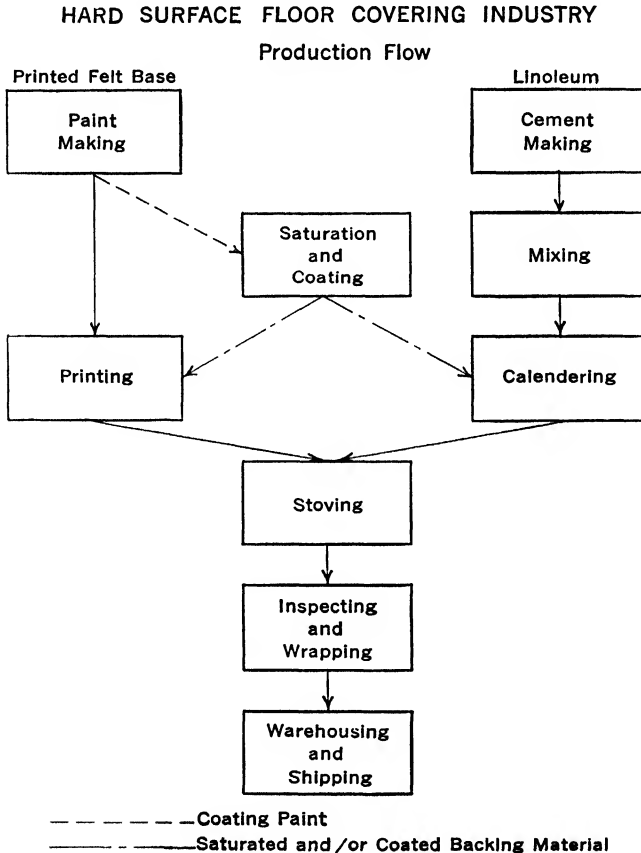 HARD SURFACE FLOOR COVERING INDUSTRY
Production Flow
Printed Felt Base
Linoleum
Paint
Making
Cement
Making
Saturation
and
Coating
Mixing
Printing
Calendering
Stoving
Inspecting
and
Wrapping
Warehousing
and
Shipping
Coating Paint
Saturated and/or Coated Backing Material